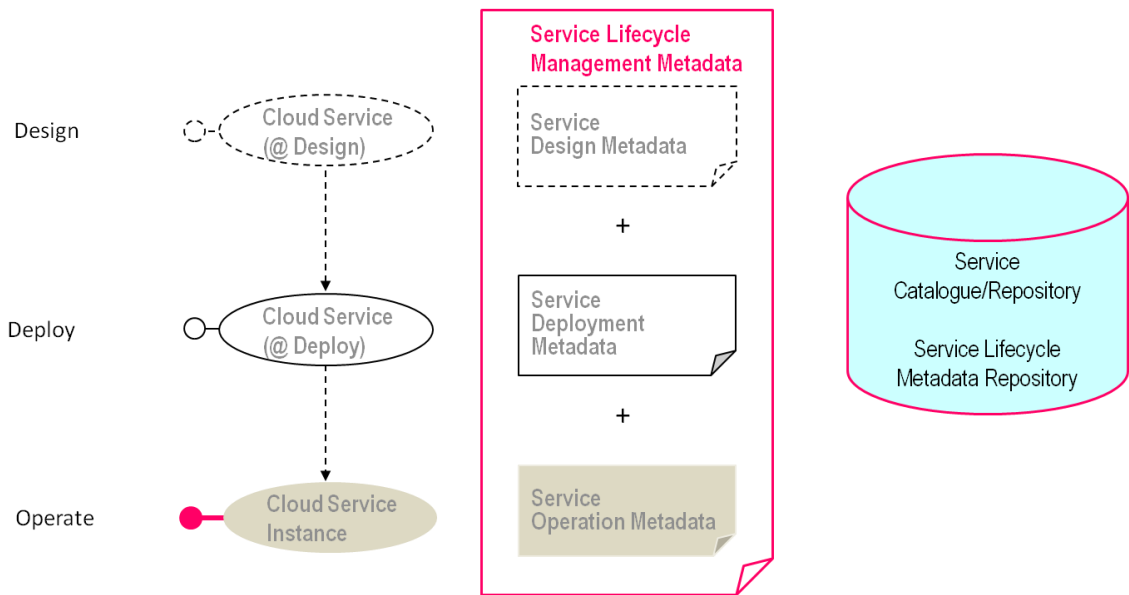 Service Lifecycle
Management Metadata
Design
Cloud Service
(@ Design)
Service
Design Metadata
+
Service
Catalogue/Repository
Service Lifecycle
Metadata Repository
Deploy
Cloud Service
(@ Deploy)
Service
Deployment
Metadata
+
Operate
Cloud Service
Instance
Service
Operation Metadata